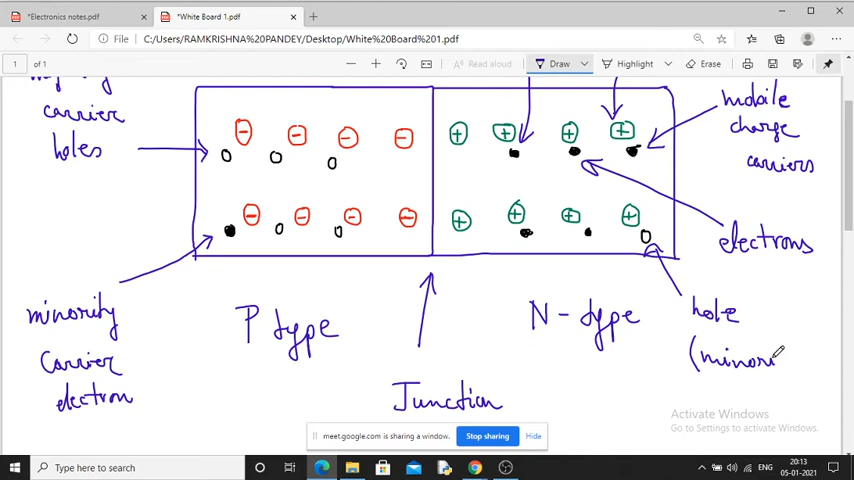 *Electronics notes.pdf
*White Board 1.pdf
File
C:/Users/RAMKRISHNA%20PANDEY/Desktop/White%20Board%201.pdf
1 of 1
Read aloud
Draw
Highlight
Erase
carrier
holes
mobile
charge
carriers
electrons
minority
carrier
electron
P type
N-type
hole
(minori
Junction
Activate Windows
Go to Settings to activate Windows.
meet.google.com is sharing a window.
Stop sharing
Hide
Type here to search
ENG
20:13
05-01-2021